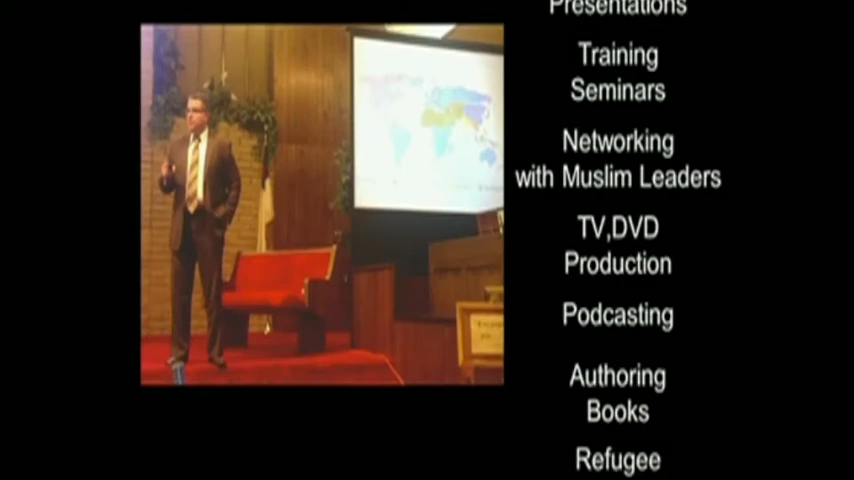 Presentations
Training
Seminars
Networking
with Muslim Leaders
TV,DVD
Production
Podcasting
Authoring
Books
Refugee